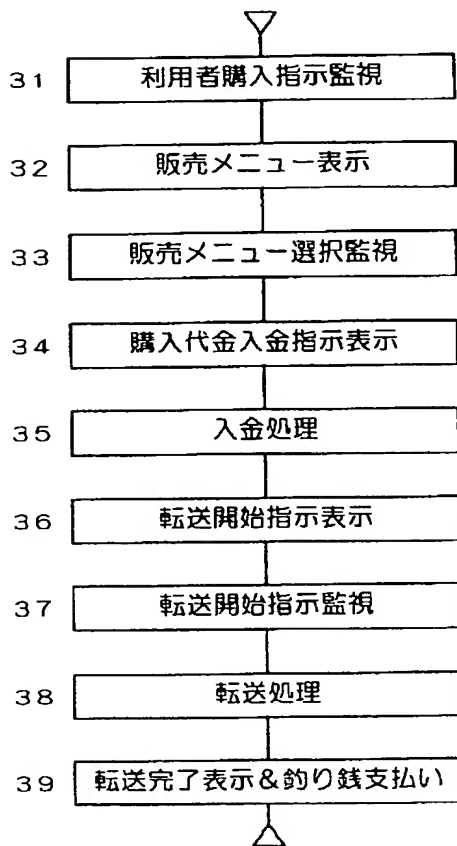 31 利用者購入指示監視
32 販売メニュー表示
33 販売メニュー選択監視
34 購入代金入金指示表示
35 入金処理
36 転送開始指示表示
37 転送開始指示監視
38 転送処理
39 転送完了表示&釣り銭支払い